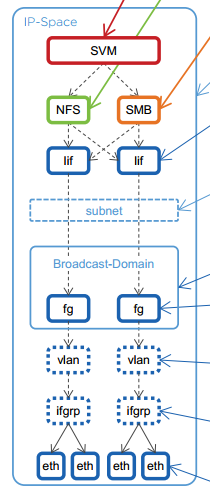 IP-Space
SVM
NFS SMB
lif lif
subnet
Broadcast-Domain
fg fg
vlan vlan
ifgrp ifgrp
eth eth eth eth